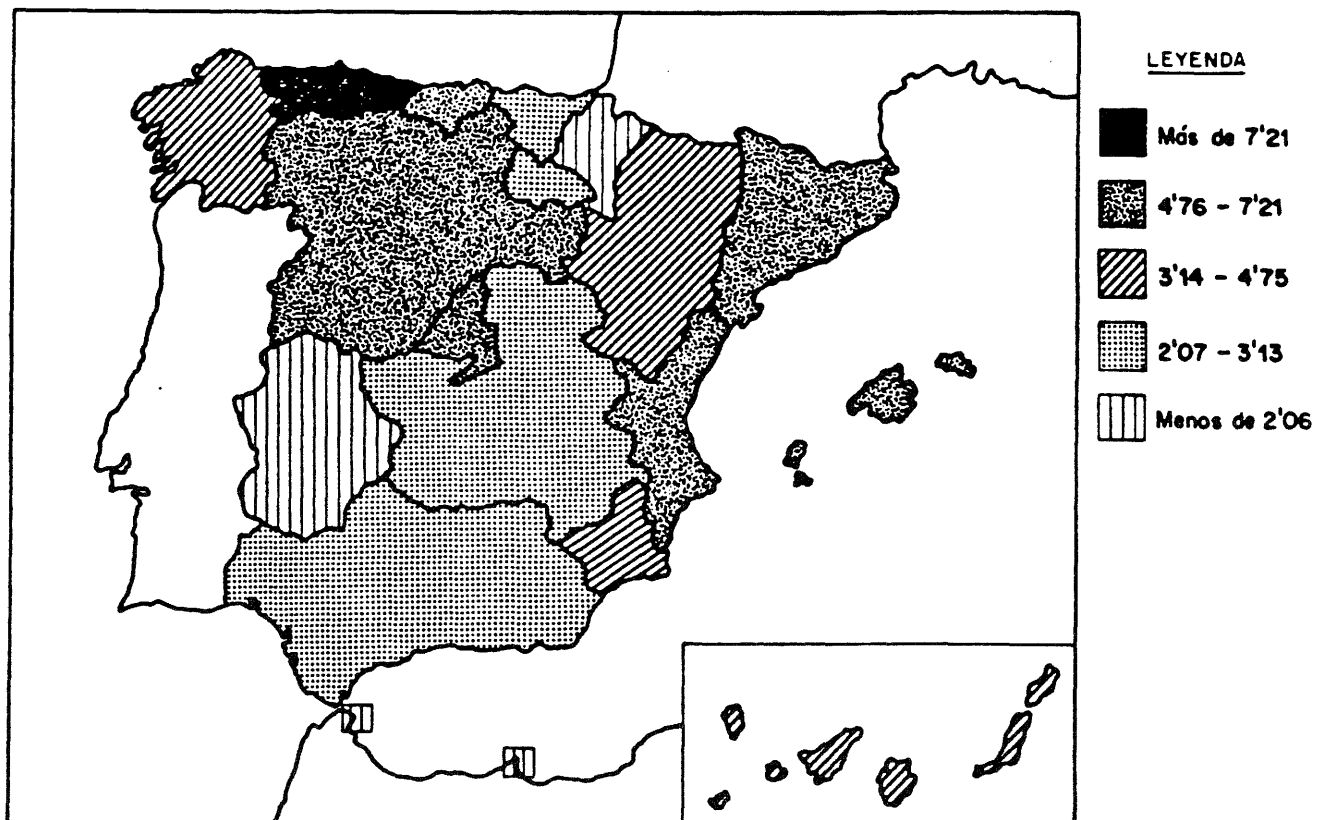 LEYENDA
Más de 7'21
4'76 - 7'21
3'14 - 4'75
2'07 - 3'13
Menos de 2'06